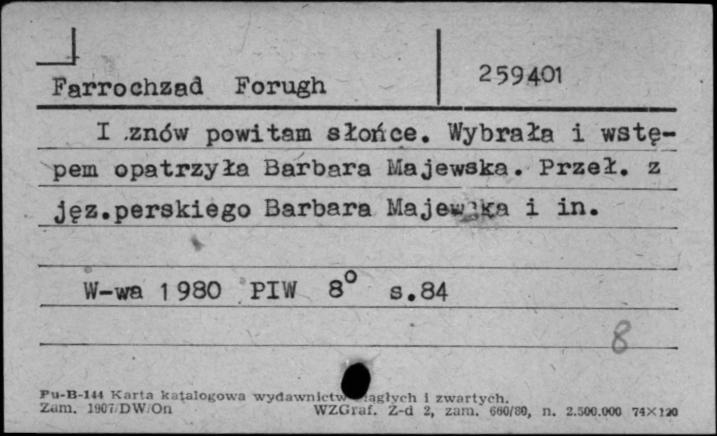 Farrochzad Forugh
259401
I znów powitam słońce. Wybrała i wstę-
pem opatrzyła Barbara Majewska. Przeł. z
jęz.perskiego Barbara Majewska i in.
W-wa 1980 PIW 8° s.84
8
Pu-B-144 Karta katalogowa wydawnictw ciągłych i zwartych.
Zam. 1907/DW/On WZGraf. Z-d 2, zam. 660/80, n. 2.500.000 74×120